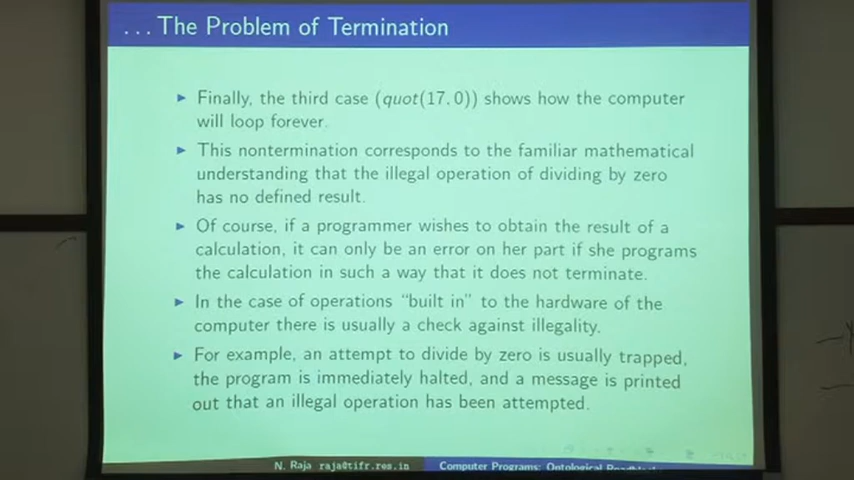 ... The Problem of Termination
▶ Finally, the third case (quot(17, 0)) shows how the computer
will loop forever.
▶ This nontermination corresponds to the familiar mathematical
understanding that the illegal operation of dividing by zero
has no defined result.
▶ Of course, if a programmer wishes to obtain the result of a
calculation, it can only be an error on her part if she programs
the calculation in such a way that it does not terminate.
▶ In the case of operations “built in” to the hardware of the
computer there is usually a check against illegality.
▶ For example, an attempt to divide by zero is usually trapped,
the program is immediately halted, and a message is printed
out that an illegal operation has been attempted.
N. Raja raja@tifr.res.in Computer Programs: Ontological